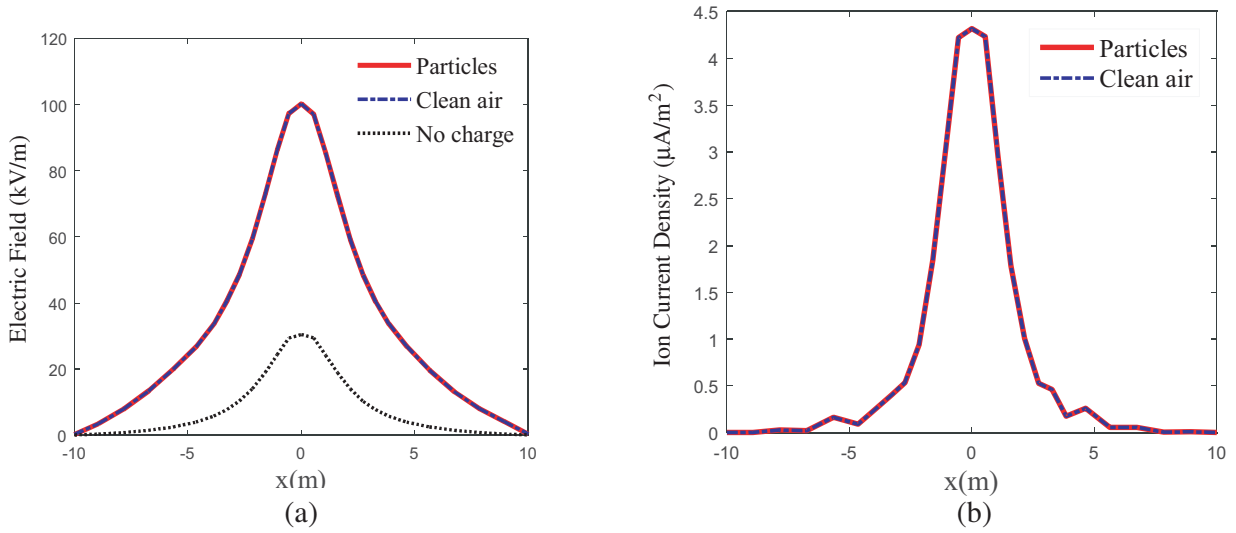 120
100
80
60
40
20
0
-10 -5 0 5 10
Electric Field (kV/m)
x(m)
Particles
Clean air
No charge
(a)
4.5
4
3.5
3
2.5
2
1.5
1
0.5
0
-10 -5 0 5 10
Ion Current Density (µA/m²)
x(m)
Particles
Clean air
(b)